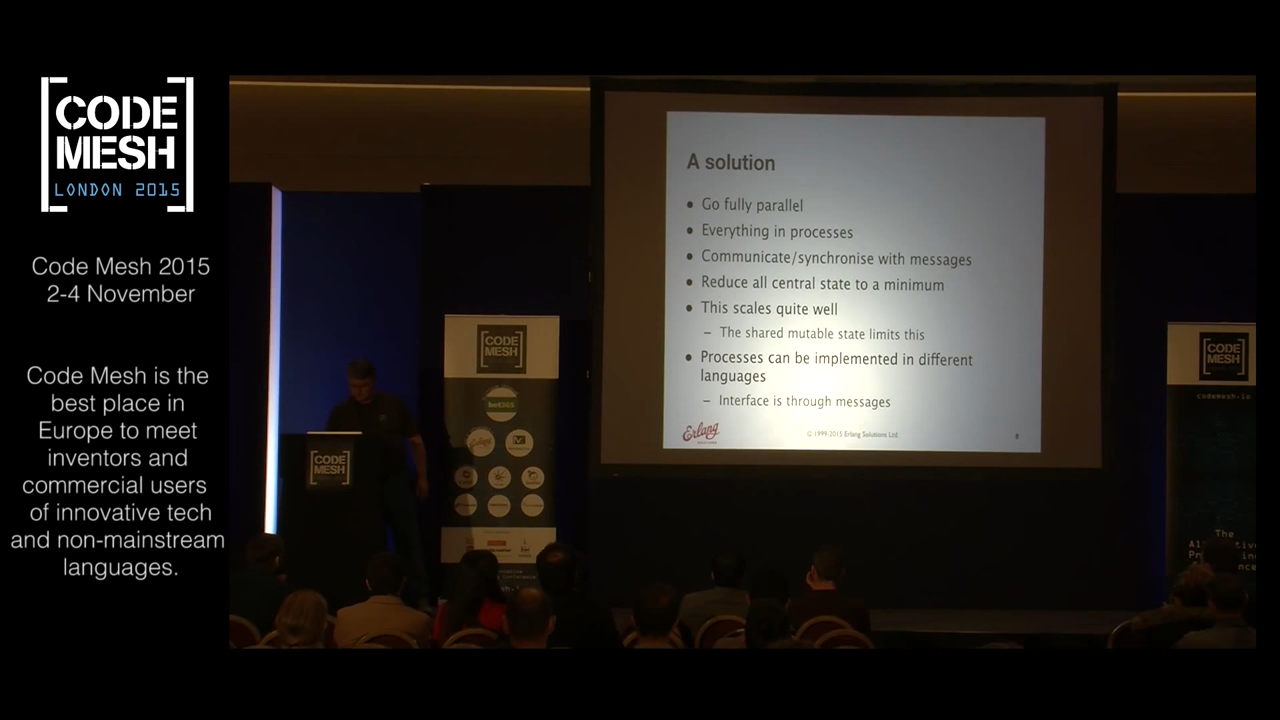 CODE
MESH
LONDON 2015
Code Mesh 2015
2-4 November
Code Mesh is the
best place in
Europe to meet
inventors and
commercial users
of innovative tech
and non-mainstream
languages.
A solution
• Go fully parallel
• Everything in processes
• Communicate/synchronise with messages
• Reduce all central state to a minimum
• This scales quite well
– The shared mutable state limits this
• Processes can be implemented in different
languages
– Interface is through messages
Erlang
© 1999-2015 Erlang Solutions Ltd.
8
CODE
MESH
bet365
Erlang
CODE
MESH
CODE
MESH
codemesh.io
The